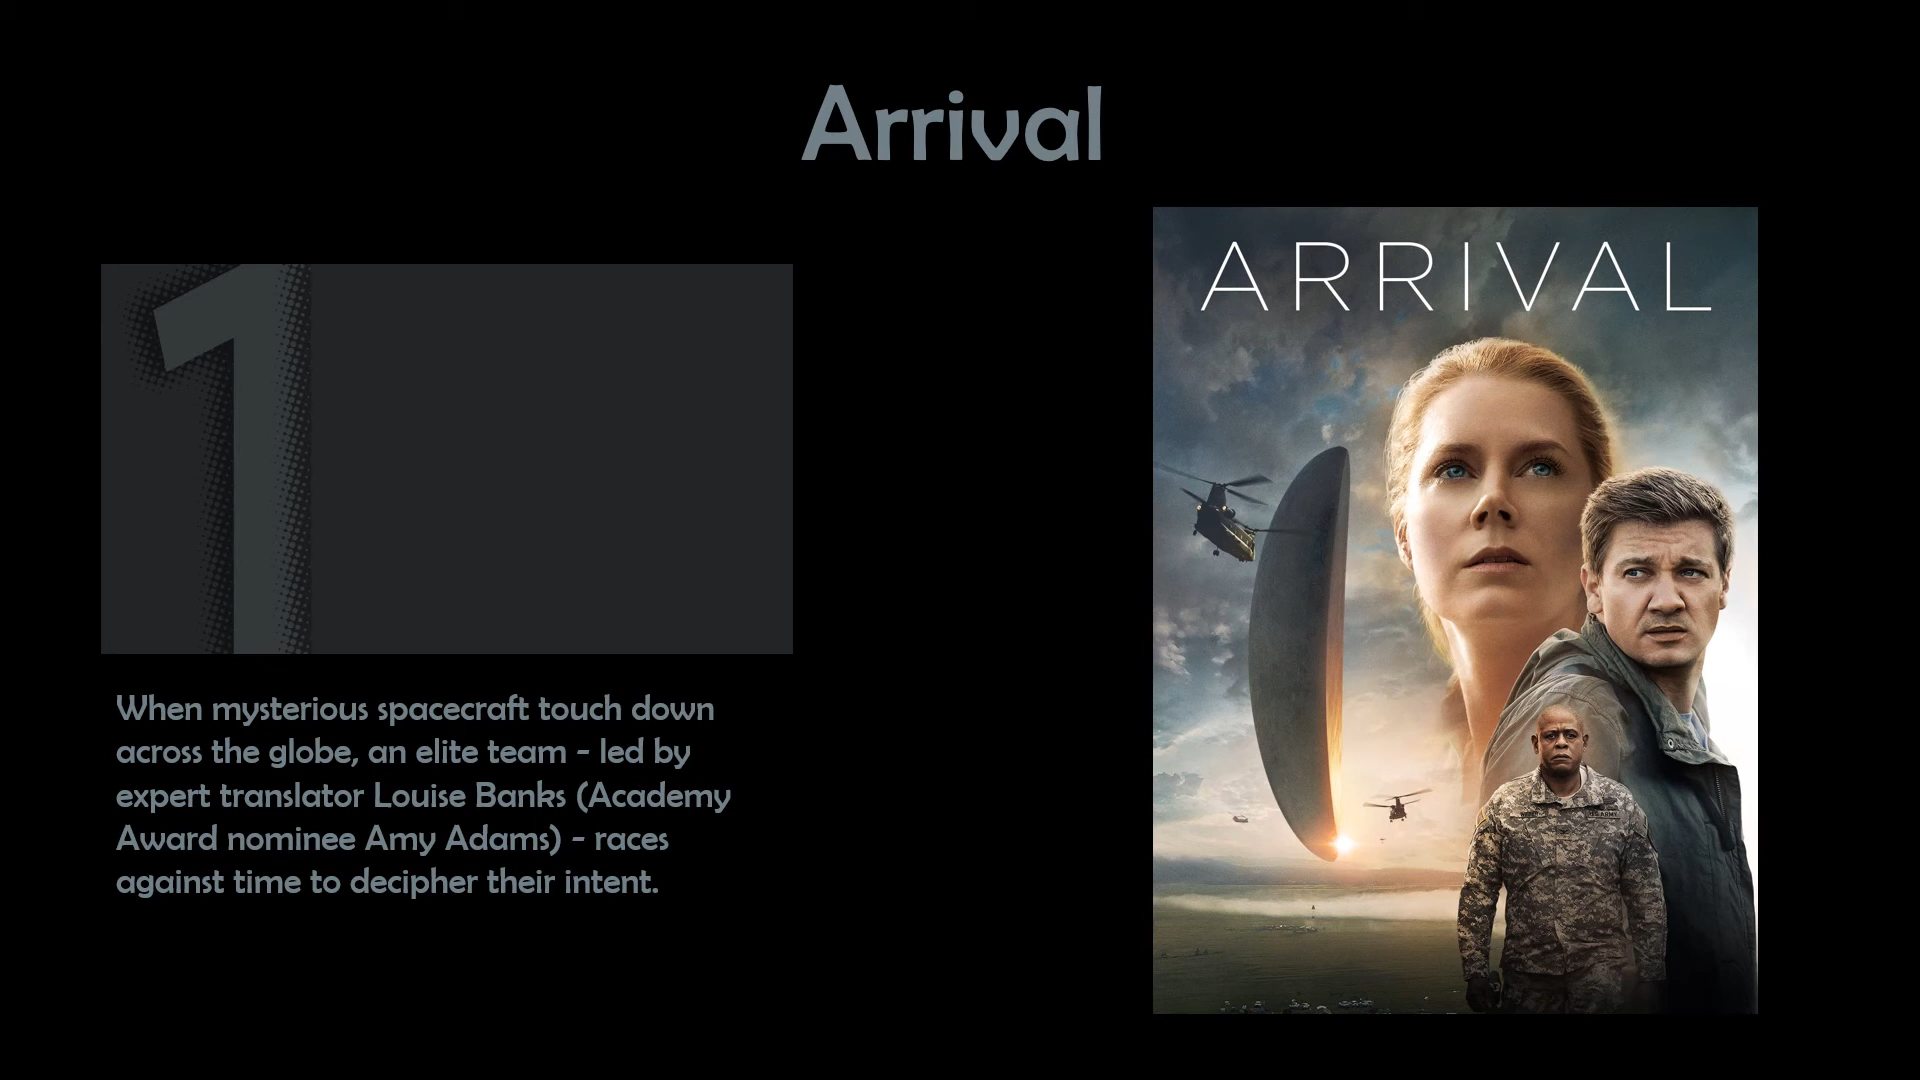 Arrival
1
ARRIVAL
When mysterious spacecraft touch down
across the globe, an elite team - led by
expert translator Louise Banks (Academy
Award nominee Amy Adams) - races
against time to decipher their intent.
U.S. ARMY